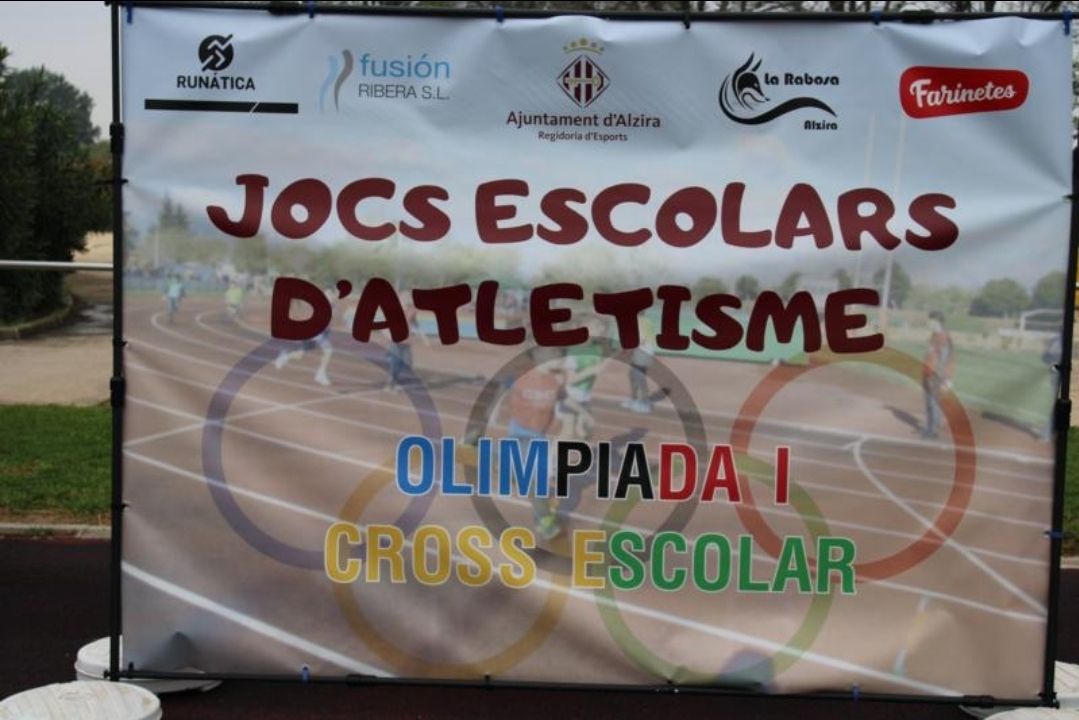 RUNÁTICA
fusión
RIBERA S.L.
Ajuntament d'Alzira
Regidoria d'Esports
La Rabosa
Alzira
Farinetes
JOCS ESCOLARS
D'ATLETISME
OLIMPIADA I
CROSS ESCOLAR